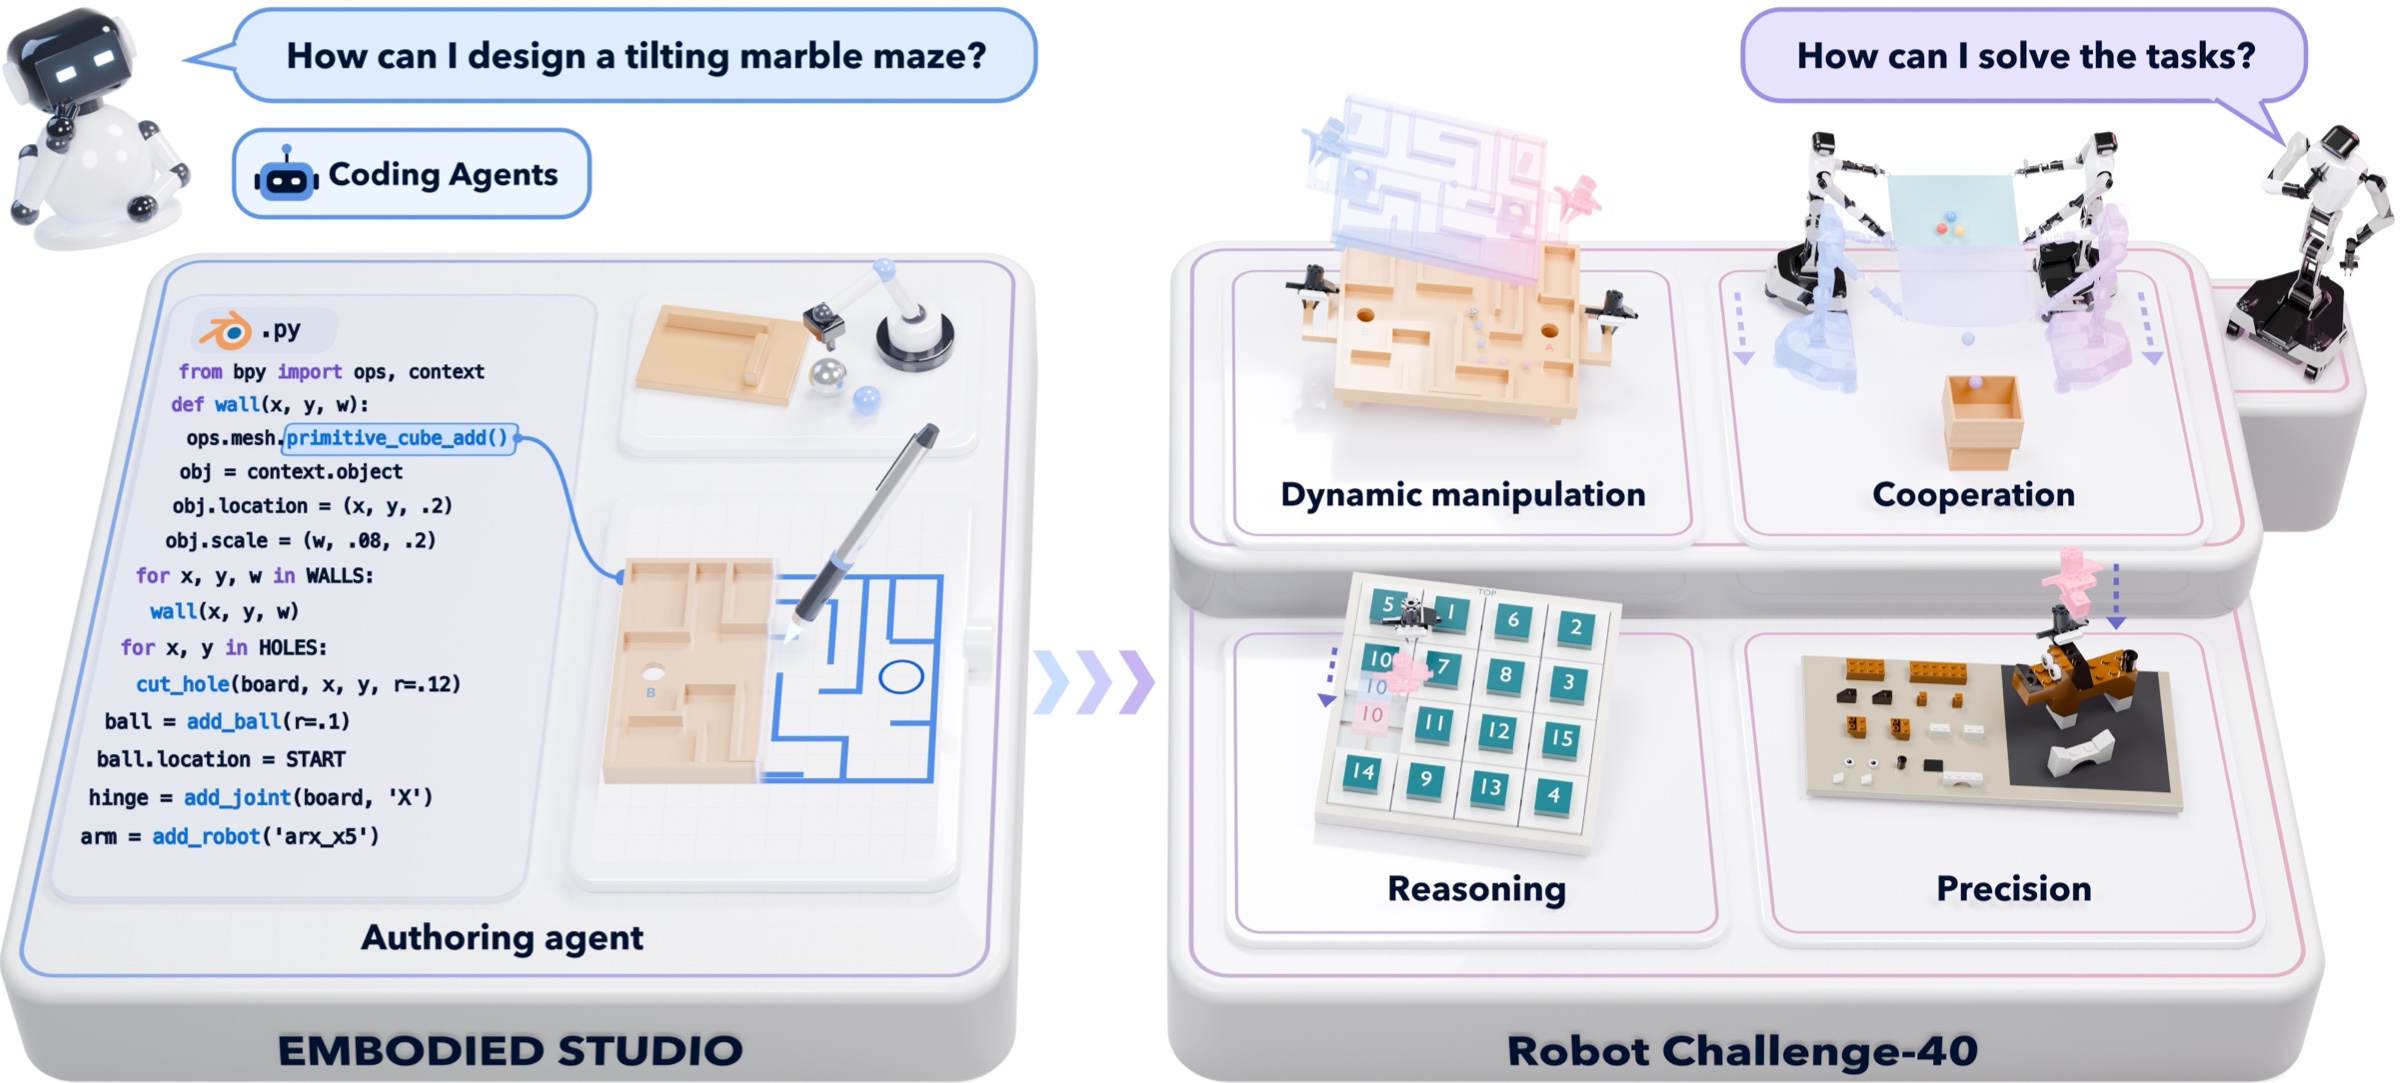 How can I design a tilting marble maze?
Coding Agents
.py
from bpy import ops, context
def wall(x, y, w):
ops.mesh.primitive_cube_add()
obj = context.object
obj.location = (x, y, .2)
obj.scale = (w, .08, .2)
for x, y, w in WALLS:
wall(x, y, w)
for x, y in HOLES:
cut_hole(board, x, y, r=.12)
ball = add_ball(r=.1)
ball.location = START
hinge = add_joint(board, 'X')
arm = add_robot('arx_x5')
B
Authoring agent
EMBODIED STUDIO
How can I solve the tasks?
A
Dynamic manipulation
Cooperation
TOP
5 1 6 2
10 7 8 3
10
10 11 12 15
14 9 13 4
Reasoning
Precision
Robot Challenge-40